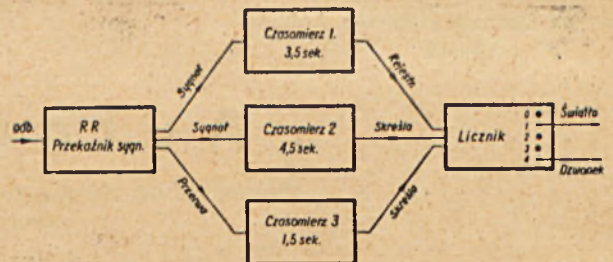 Czasomierz 1.
3,5 sek.
Sygnał
Rejestr.
odb.
RR
Przekaźnik sygn.
Sygnał
Czasomierz 2
4,5 sek.
Skreśla
Licznik
0
1
2
3
4
Światło
Dzwonek
Przerwa
Czasomierz 3
1,5 sek.
Skreśla